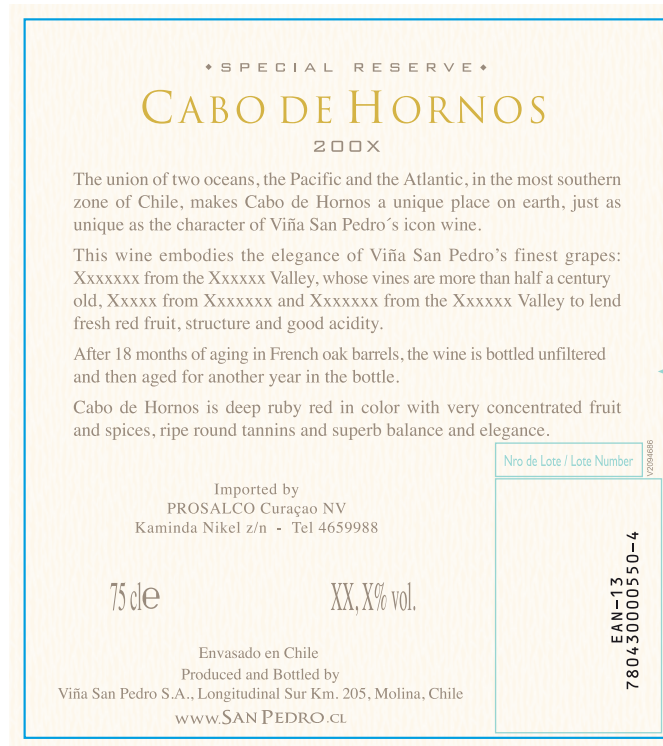 SPECIAL RESERVE
CABO DE HORNOS
200X
The union of two oceans, the Pacific and the Atlantic, in the most southern
zone of Chile, makes Cabo de Hornos a unique place on earth, just as
unique as the character of Viña San Pedro´s icon wine.
This wine embodies the elegance of Viña San Pedro’s finest grapes:
Xxxxxxx from the Xxxxxx Valley, whose vines are more than half a century
old, Xxxxx from Xxxxxxx and Xxxxxxx from the Xxxxxx Valley to lend
fresh red fruit, structure and good acidity.
After 18 months of aging in French oak barrels, the wine is bottled unfiltered
and then aged for another year in the bottle.
Cabo de Hornos is deep ruby red in color with very concentrated fruit
and spices, ripe round tannins and superb balance and elegance.
Nro de Lote / Lote Number
V2094686
Imported by
PROSALCO Curaçao NV
Kaminda Nikel z/n - Tel 4659988
75 cl℮
XX, X% vol.
EAN-13
780430000550-4
Envasado en Chile
Produced and Bottled by
Viña San Pedro S.A., Longitudinal Sur Km. 205, Molina, Chile
www.SAN PEDRO.CL